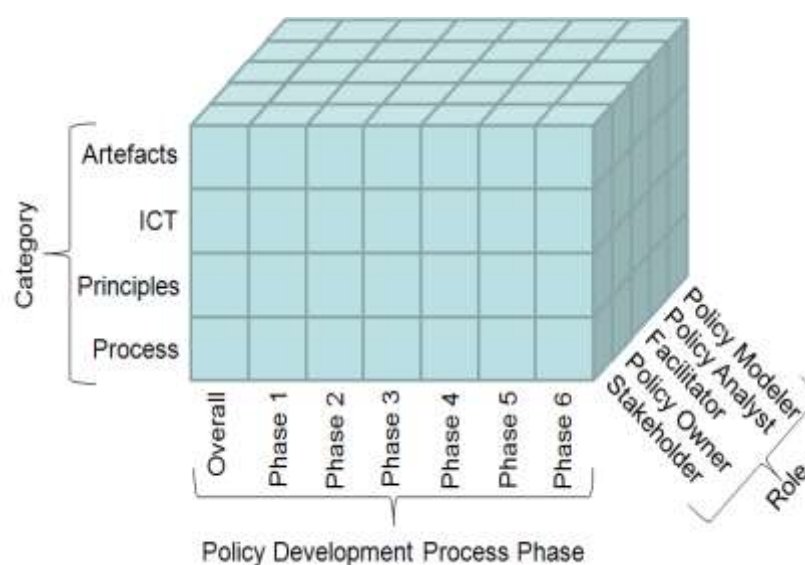 Category
Artefacts
ICT
Principles
Process
Overall
Phase 1
Phase 2
Phase 3
Phase 4
Phase 5
Phase 6
Policy Development Process Phase
Policy Modeler
Policy Analyst
Facilitator
Policy Owner
Stakeholder
Role